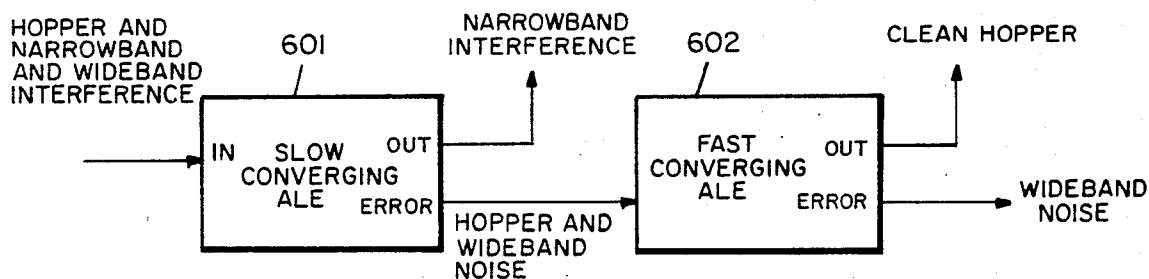 HOPPER AND
NARROWBAND
AND WIDEBAND
INTERFERENCE
601
NARROWBAND
INTERFERENCE
602
CLEAN HOPPER
IN
SLOW
CONVERGING
ALE
OUT
ERROR
HOPPER AND
WIDEBAND
NOISE
FAST
CONVERGING
ALE
OUT
ERROR
WIDEBAND
NOISE